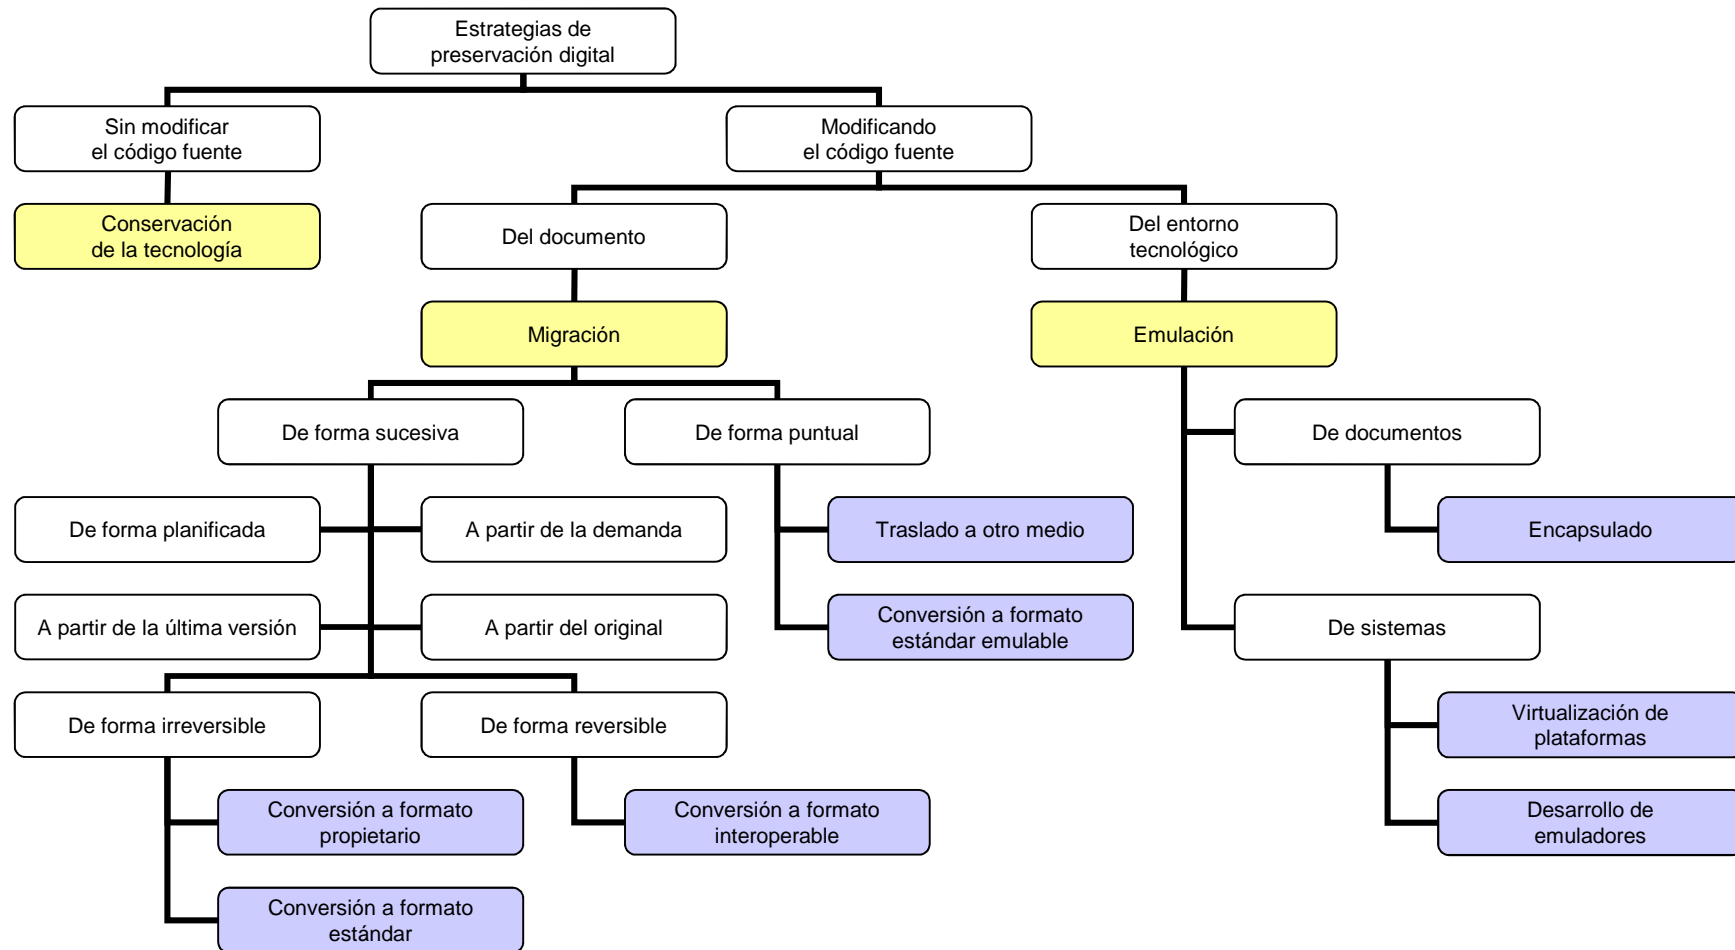 Estrategias de
preservación digital
Sin modificar
el código fuente
Modificando
el código fuente
Conservación
de la tecnología
Del documento
Del entorno
tecnológico
Migración
Emulación
De forma sucesiva
De forma puntual
De documentos
De forma planificada
A partir de la demanda
Traslado a otro medio
Encapsulado
A partir de la última versión
A partir del original
Conversión a formato
estándar emulable
De sistemas
De forma irreversible
De forma reversible
Virtualización de
plataformas
Conversión a formato
propietario
Conversión a formato
interoperable
Desarrollo de
emuladores
Conversión a formato
estándar